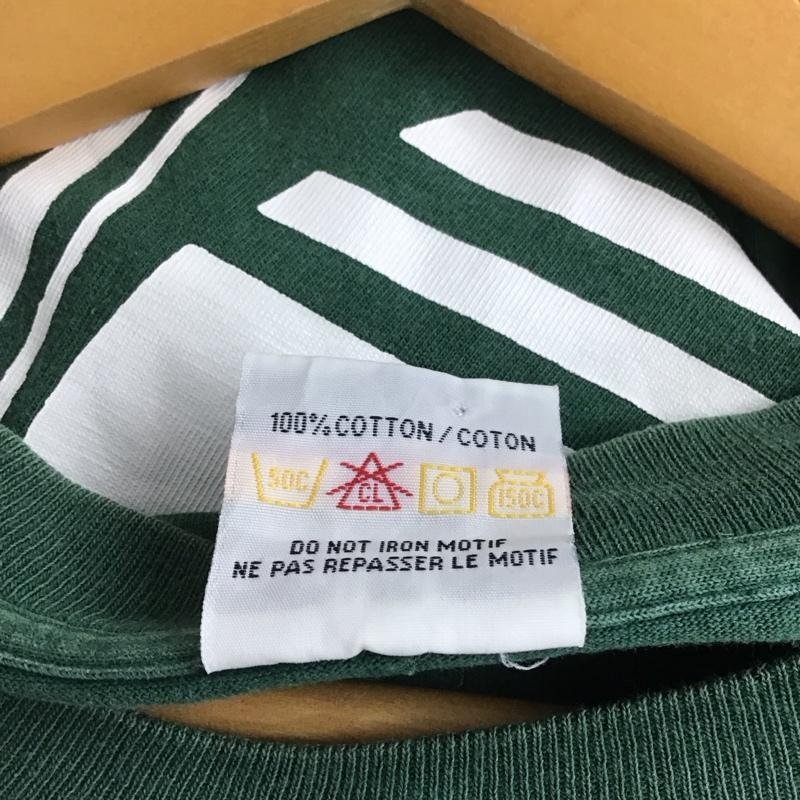 100% COTTON / COTON
50C CL 150C
DO NOT IRON MOTIF
NE PAS REPASSER LE MOTIF